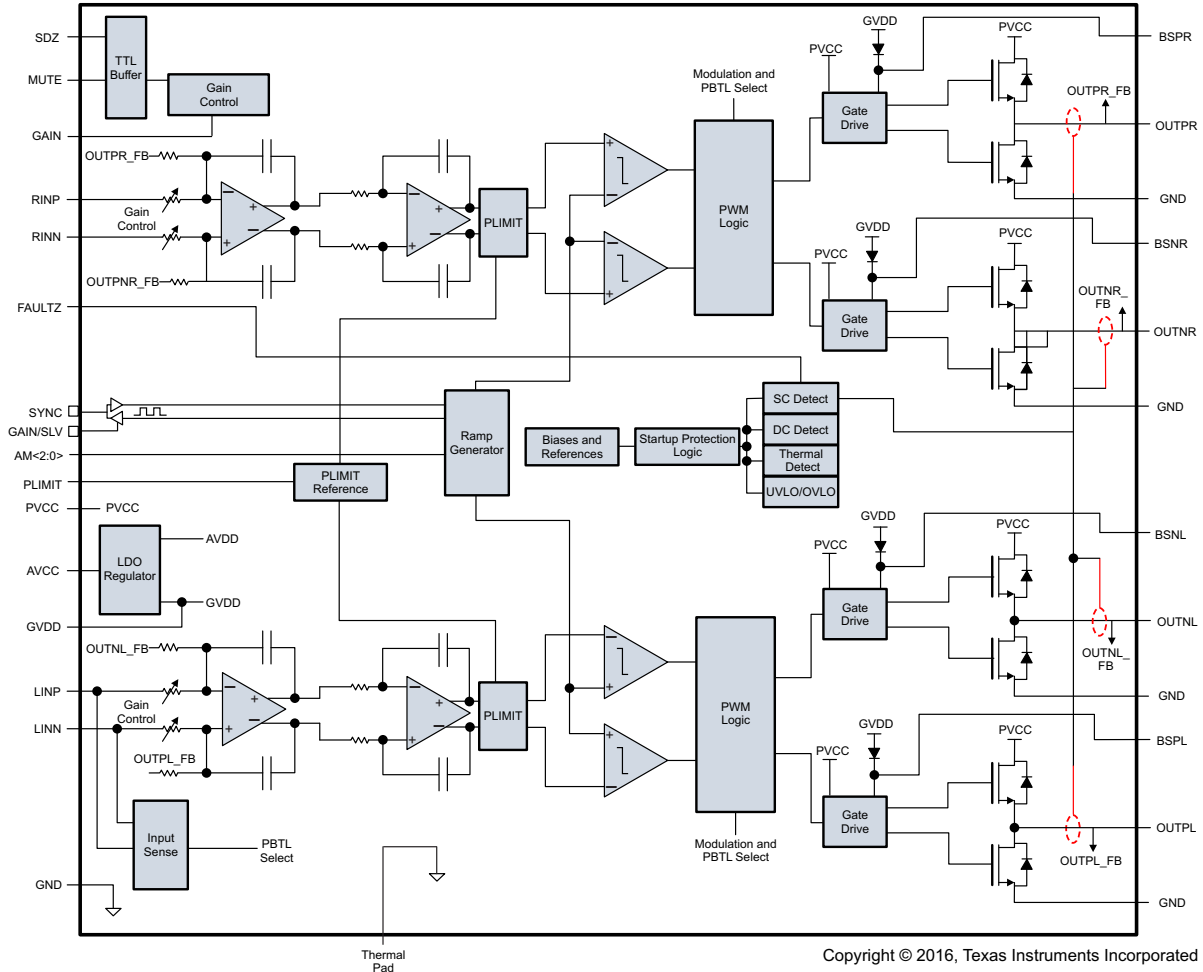 SDZ
MUTE
GAIN
TTL
Buffer
Gain
Control
OUTPR_FB
RINP
Gain
Control
RINN
OUTPNR_FB
FAULTZ
−
+
+
−
−
+
+
−
PLIMIT
+
−
−
+
Modulation and
PBTL Select
PWM
Logic
PVCC
GVDD
Gate
Drive
PVCC
OUTPR_FB
BSPR
OUTPR
GND
GVDD
PVCC
Gate
Drive
PVCC
OUTNR_
FB
BSNR
OUTNR
GND
SYNC
GAIN/SLV
AM<2:0>
PLIMIT
PVCC
PVCC
PLIMIT
Reference
Ramp
Generator
Biases and
References
Startup Protection
Logic
SC Detect
DC Detect
Thermal
Detect
UVLO/OVLO
AVCC
LDO
Regulator
AVDD
GVDD
GVDD
OUTNL_FB
LINP
Gain
Control
LINN
OUTPL_FB
−
+
+
−
−
+
+
−
PLIMIT
−
+
+
−
PWM
Logic
Modulation and
PBTL Select
GVDD
PVCC
Gate
Drive
PVCC
BSNL
OUTNL
OUTNL_
FB
GND
GVDD
PVCC
Gate
Drive
PVCC
BSPL
OUTPL
OUTPL_FB
GND
Input
Sense
PBTL
Select
GND
Thermal
Pad
Copyright © 2016, Texas Instruments Incorporated